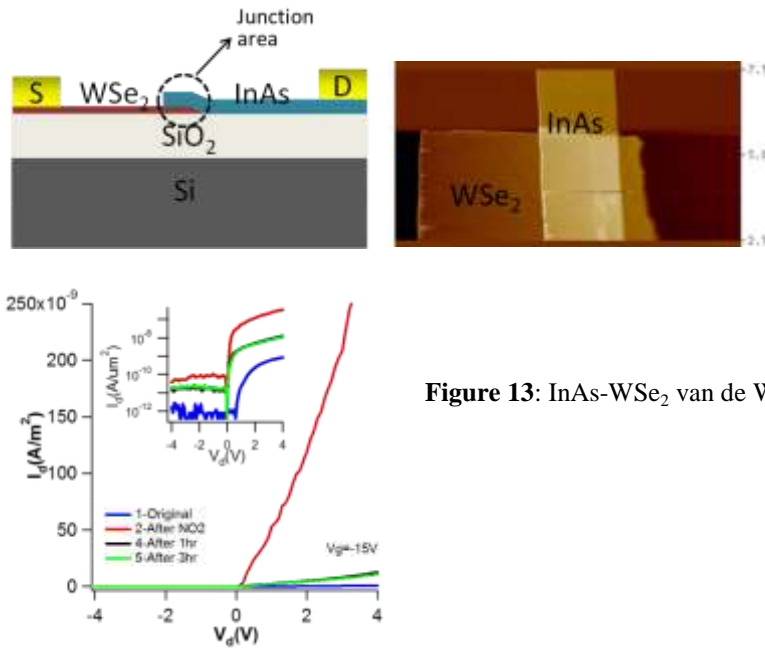 Junction
area
S
WSe2
InAs
D
SiO2
Si
InAs
WSe2
250x10-9
200
150
100
50
0
Id(A/m2)
-4
-2
0
2
4
Vd(V)
Id(A/um2)
10-8
10-10
10-12
-4
-2
0
2
4
Vd(V)
1-Original
2-After NO2
4-After 1hr
5-After 3hr
Vg=-15V
Figure 13: InAs-WSe2 van de W